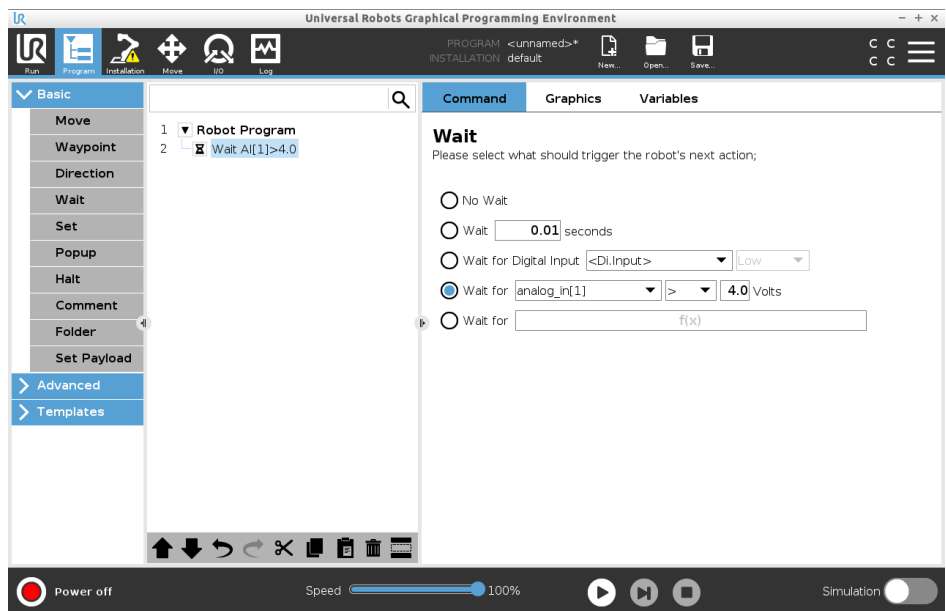 UR
Universal Robots Graphical Programming Environment
UR
PROGRAM <unnamed>*
INSTALLATION default
C C
C C
Run Program Installation Move I/O Log New... Open... Save...
Basic
Move
Waypoint
Direction
Wait
Set
Popup
Halt
Comment
Folder
Set Payload
Advanced
Templates
1 Robot Program
2 Wait AI[1]>4.0
Command Graphics Variables
Wait
Please select what should trigger the robot's next action;
No Wait
Wait 0.01 seconds
Wait for Digital Input <Di.Input> Low
Wait for analog_in[1] > 4.0 Volts
Wait for f(x)
Power off Speed 100% Simulation